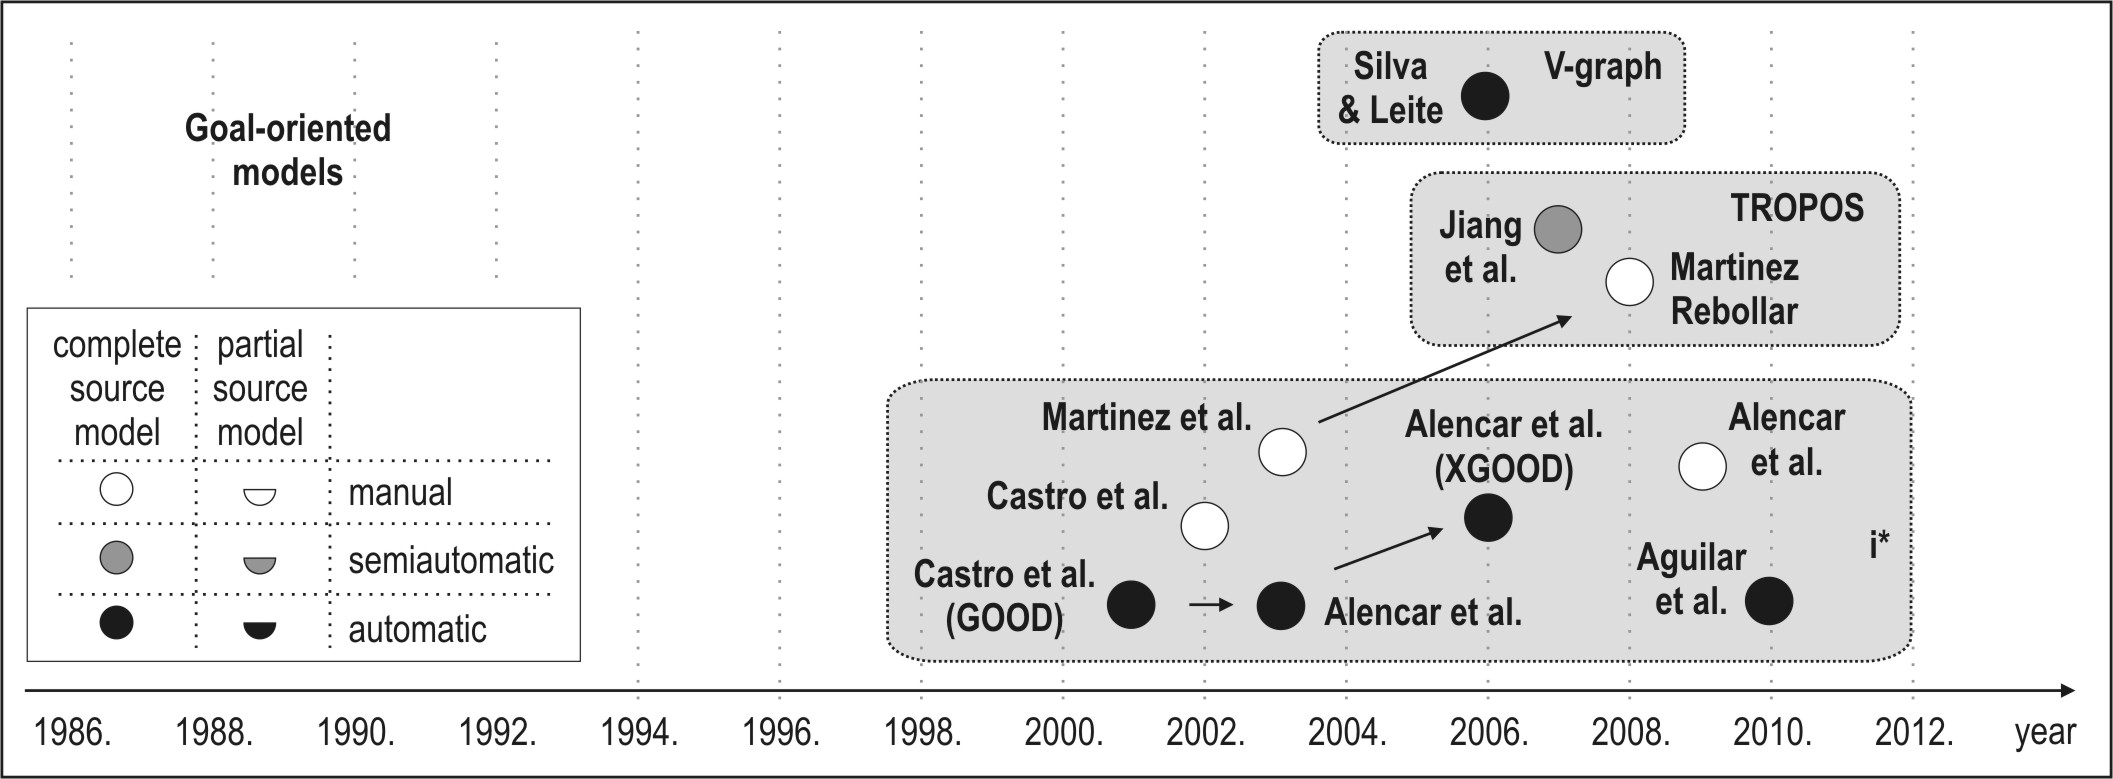 Goal-oriented
models
Silva
& Leite
V-graph
TROPOS
Jiang
et al.
Martinez
Rebollar
Martinez et al.
Castro et al.
Castro et al.
(GOOD)
Alencar et al.
Alencar et al.
(XGOOD)
Alencar
et al.
Aguilar
et al.
i*
complete
source
model
partial
source
model
manual
semiautomatic
automatic
1986. 1988. 1990. 1992. 1994. 1996. 1998. 2000. 2002. 2004. 2006. 2008. 2010. 2012. year